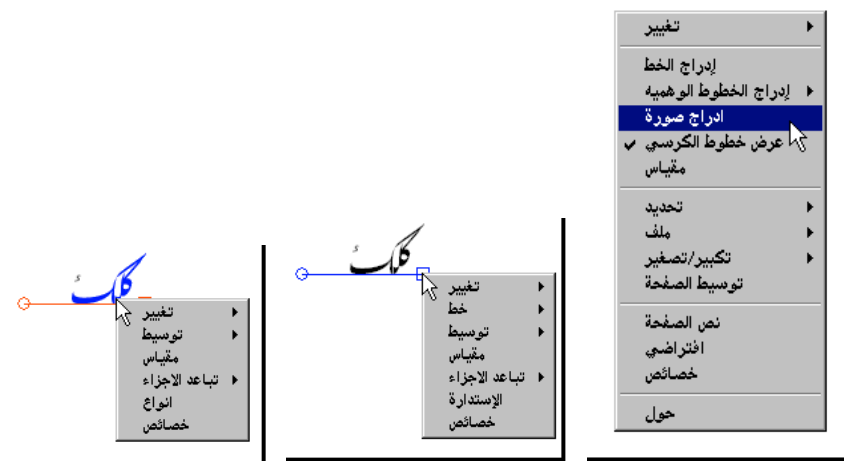 تغيير
إدراج الخط
إدراج الخطوط الوهميه
ادراج صورة
عرض خطوط الكرسي
مقياس
تحديد
ملف
تكبير/تصغير
توسيط الصفحة
نص الصفحة
افتراضي
خصائص
حول
كلك
تغيير
خط
توسيط
مقياس
تباعد الاجزاء
الإستدارة
خصائص
كلك
تغيير
توسيط
مقياس
تباعد الاجزاء
انواع
خصائص